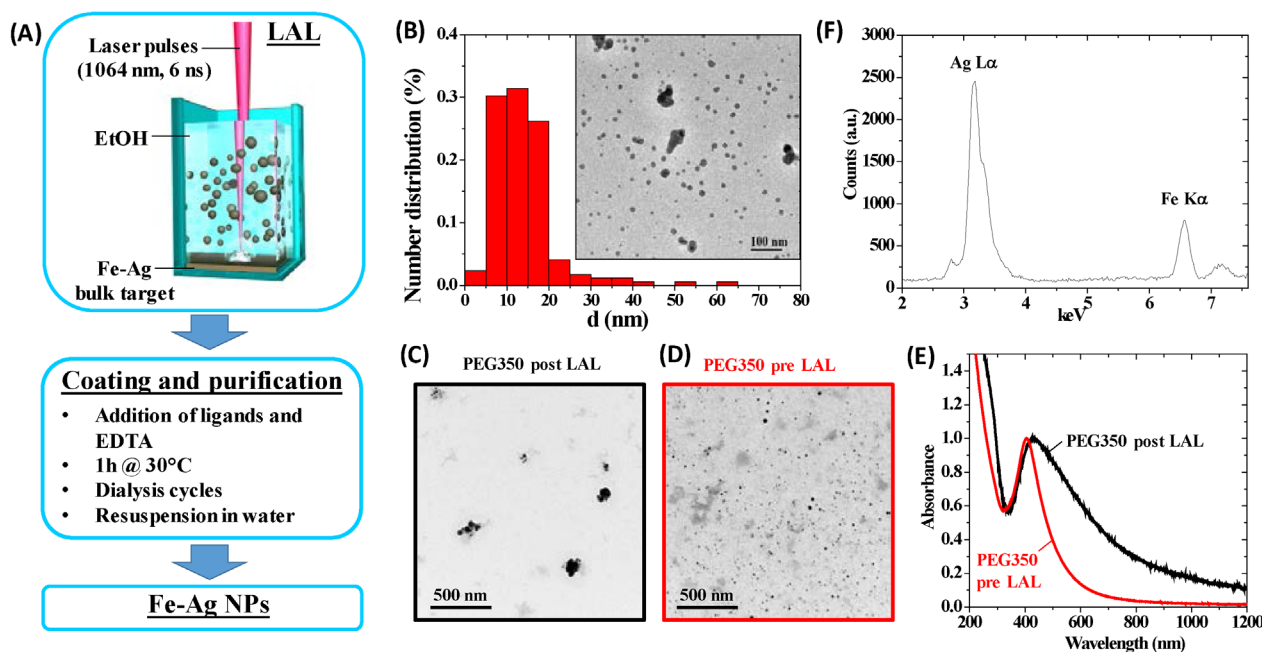 (A)
LAL
Laser pulses
(1064 nm, 6 ns)
EtOH
Fe-Ag
bulk target
Coating and purification
• Addition of ligands and
EDTA
• 1h @ 30°C
• Dialysis cycles
• Resuspension in water
Fe-Ag NPs
(B)
Number distribution (%)
0.4
0.3
0.2
0.1
0.0
0 10 20 30 40 50 60 70 80
d (nm)
100 nm
(F)
Counts (a.u.)
3000
2500
2000
1500
1000
500
0
Ag Lα
Fe Kα
2 3 4 5 6 7
keV
(C)
PEG350 post LAL
500 nm
(D)
PEG350 pre LAL
500 nm
(E)
Absorbance
1.4
1.2
1.0
0.8
0.6
0.4
0.2
0.0
PEG350 post LAL
PEG350
pre LAL
200 400 600 800 1000 1200
Wavelength (nm)